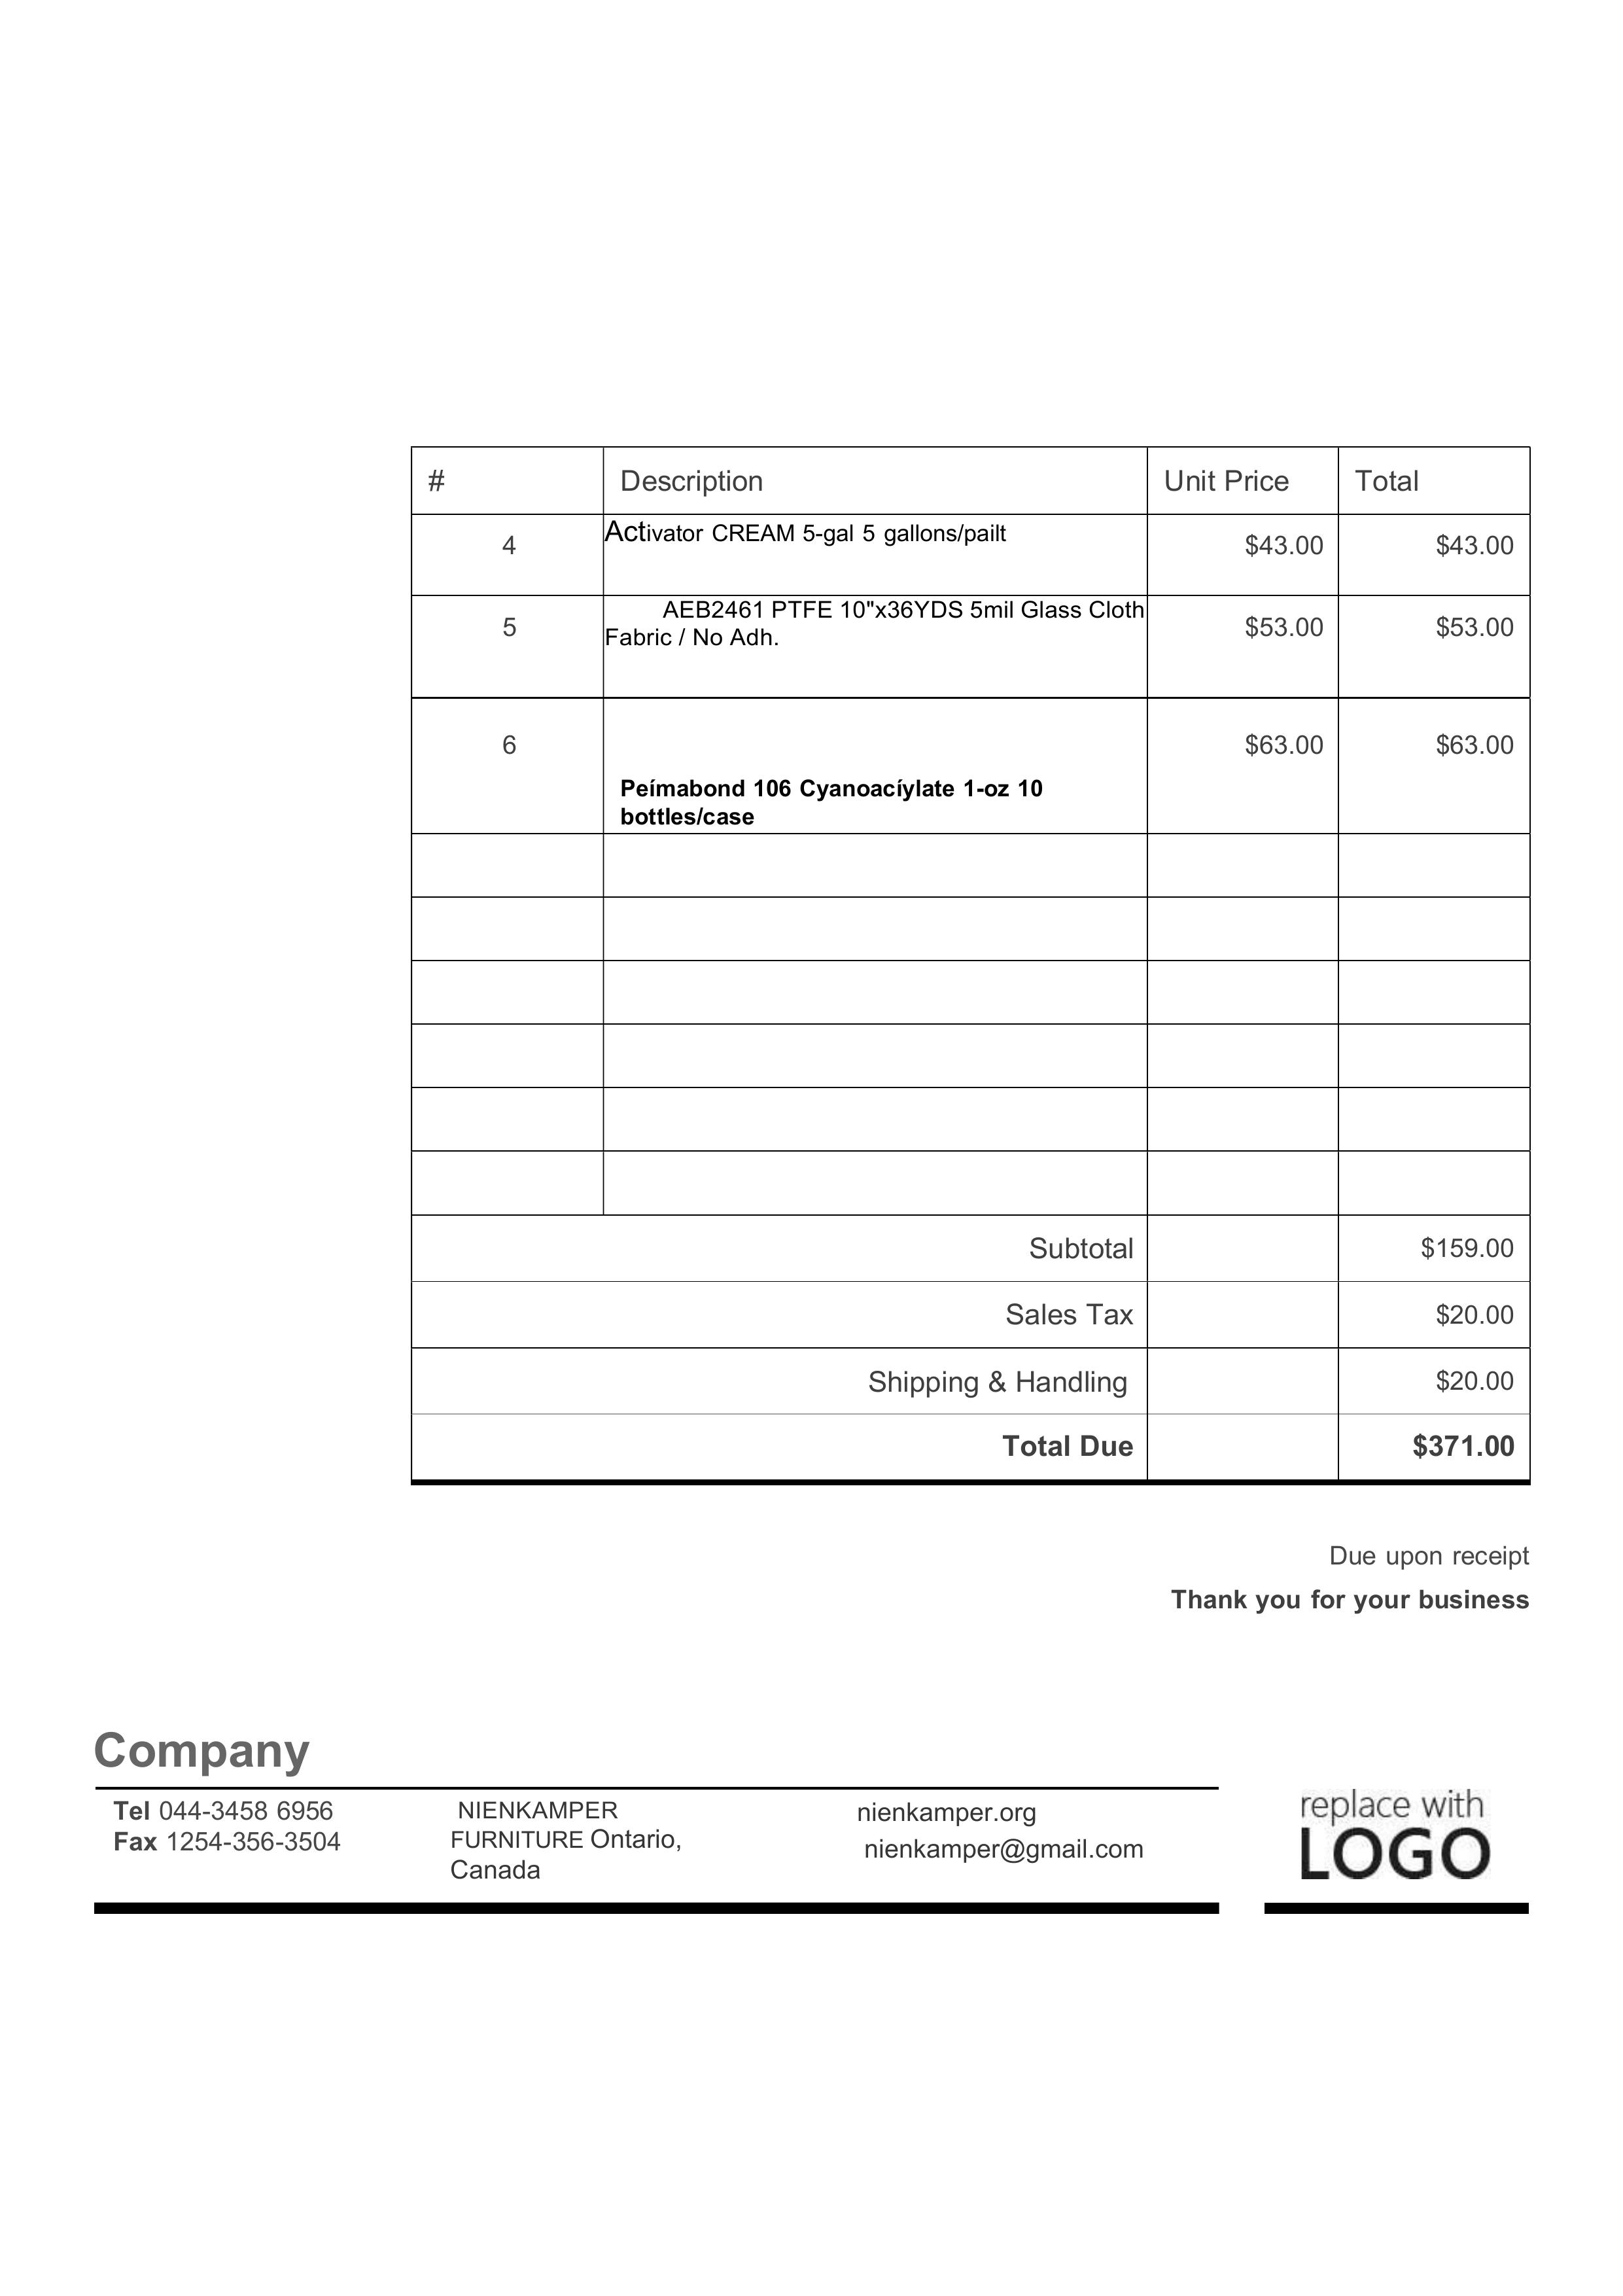 # Description Unit Price Total
4 Activator CREAM 5-gal 5 gallons/pailt $43.00 $43.00
5 AEB2461 PTFE 10"x36YDS 5mil Glass Cloth $53.00 $53.00
Fabric / No Adh.
6 $63.00 $63.00
Peímabond 106 Cyanoacíylate 1-oz 10
bottles/case
Subtotal $159.00
Sales Tax $20.00
Shipping & Handling $20.00
Total Due $371.00
Due upon receipt
Thank you for your business
Company
Tel 044-3458 6956
Fax 1254-356-3504
NIENKAMPER
FURNITURE Ontario,
Canada
nienkamper.org
nienkamper@gmail.com
replace with
LOGO